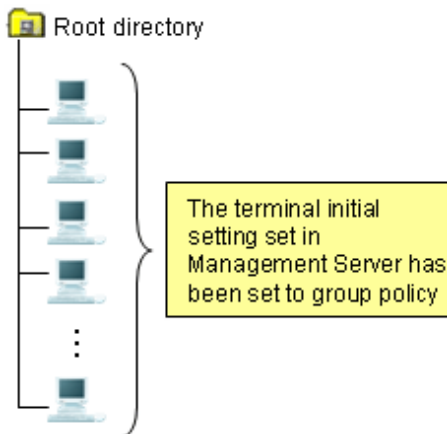 Root directory
The terminal initial
setting set in
Management Server has
been set to group policy